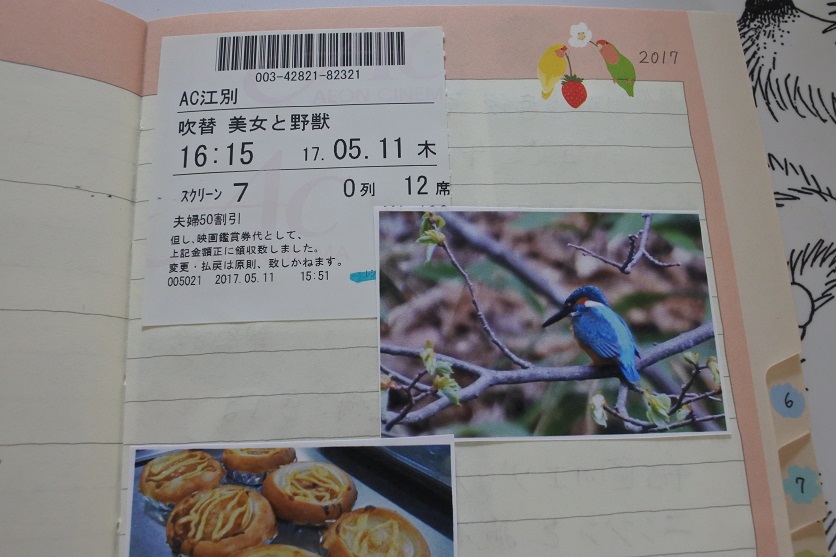 2017
003-42821-82321
AC江別
吹替 美女と野獣
16:15 17. 05. 11 木
スクリーン 7 O列 12席
夫婦50割引
但し、映画鑑賞券代として、
上記金額正に領収致しました。
変更・払戻は原則、致しかねます。
005021 2017.05.11 15:51
6
7